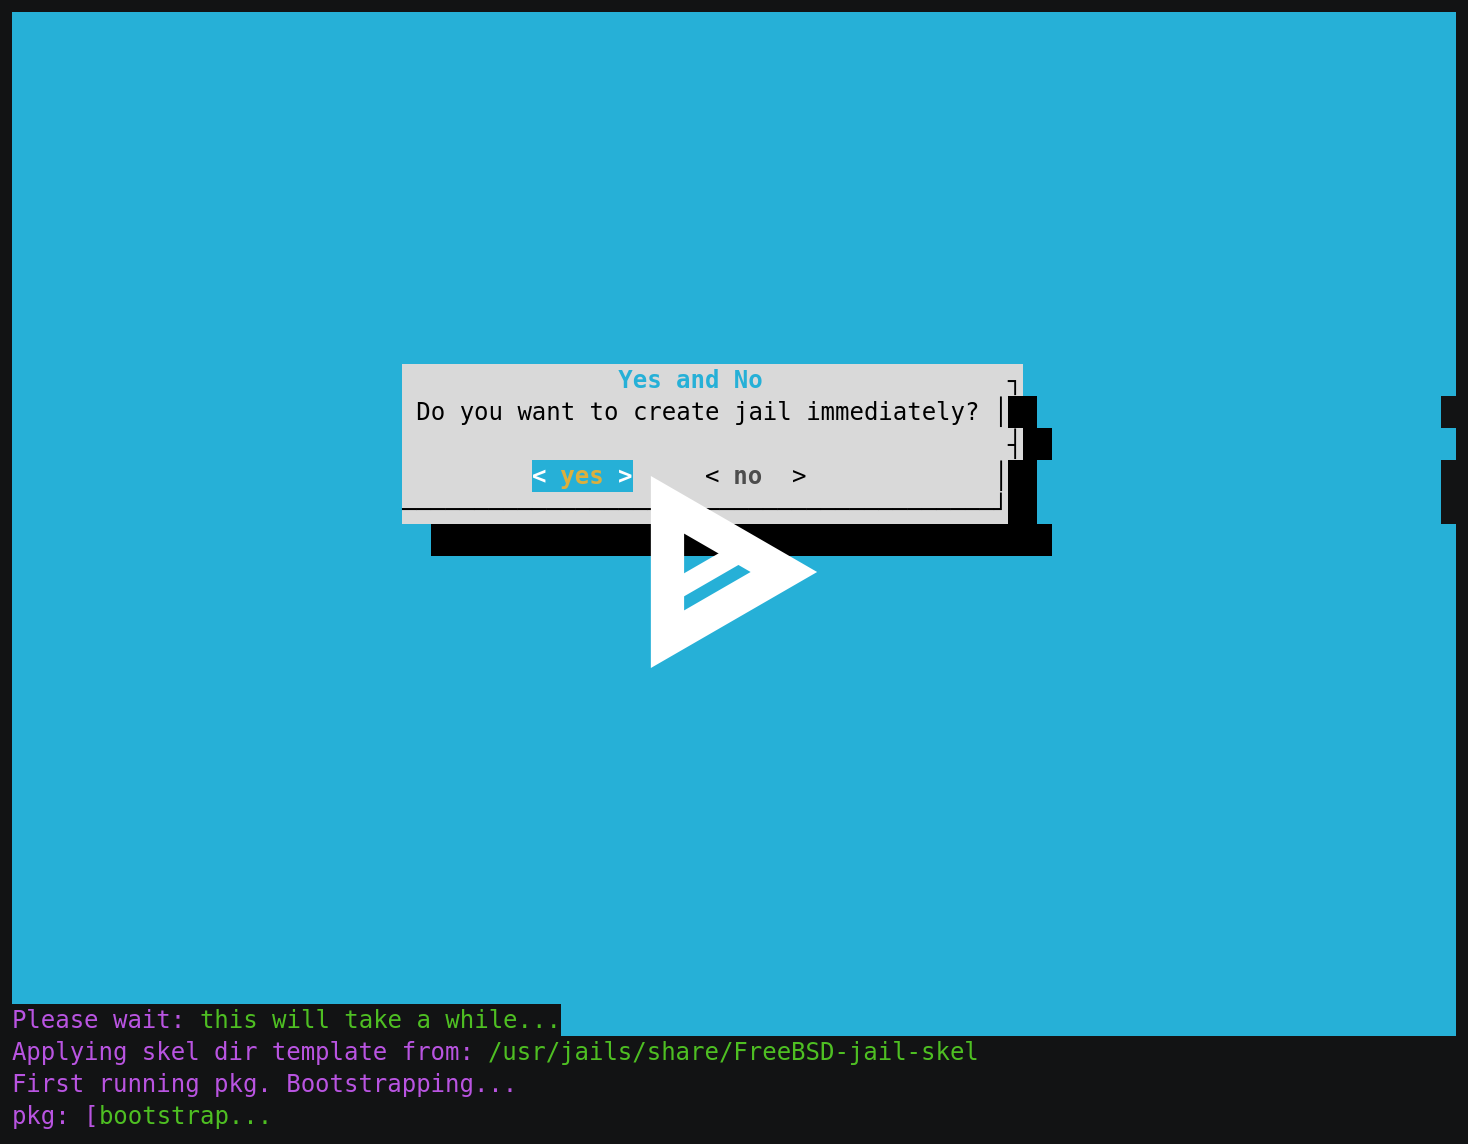 Yes and No
Do you want to create jail immediately?
< yes > < no >
Please wait: this will take a while...
Applying skel dir template from: /usr/jails/share/FreeBSD-jail-skel
First running pkg. Bootstrapping...
pkg: [bootstrap...